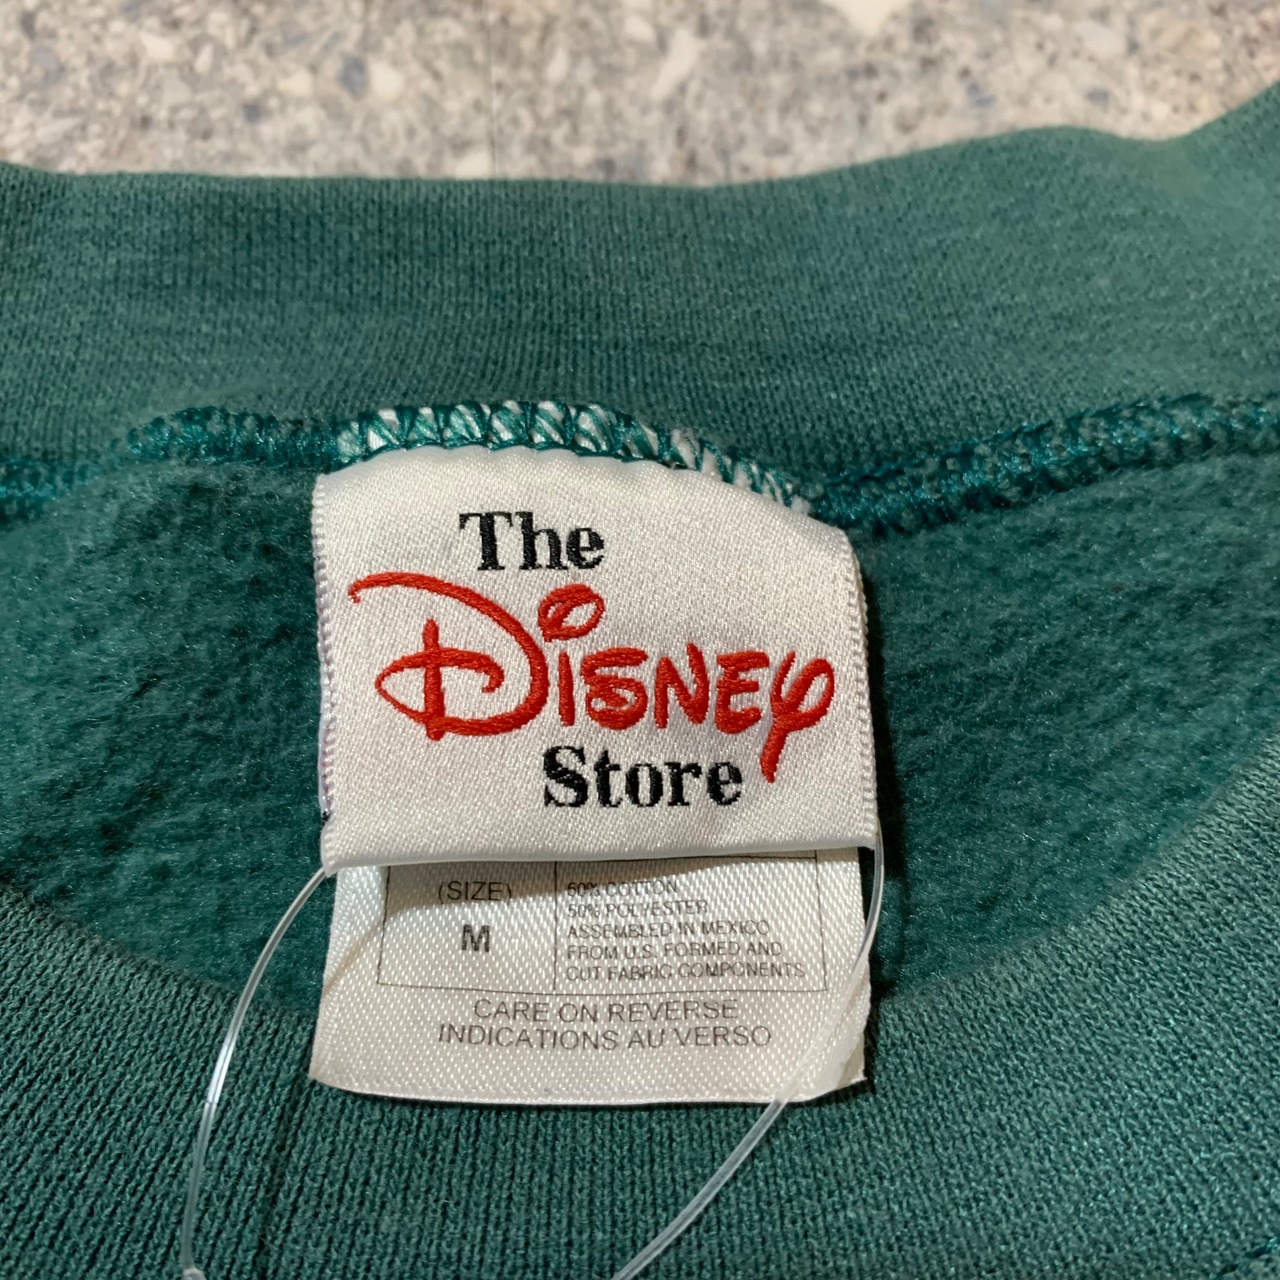 The
Disney
Store
(SIZE)
M
50% COTTON
50% POLYESTER
ASSEMBLED IN MEXICO
FROM U.S. FORMED AND
CUT FABRIC COMPONENTS
CARE ON REVERSE
INDICATIONS AU VERSO